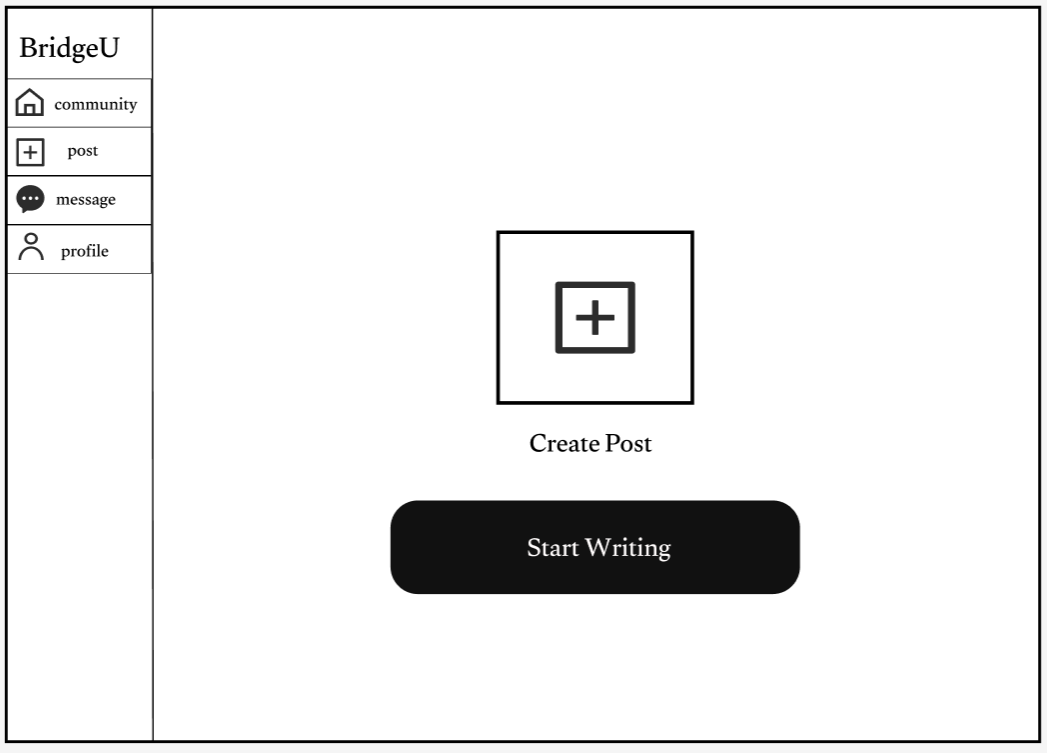 BridgeU
community
post
message
profile
Create Post
Start Writing